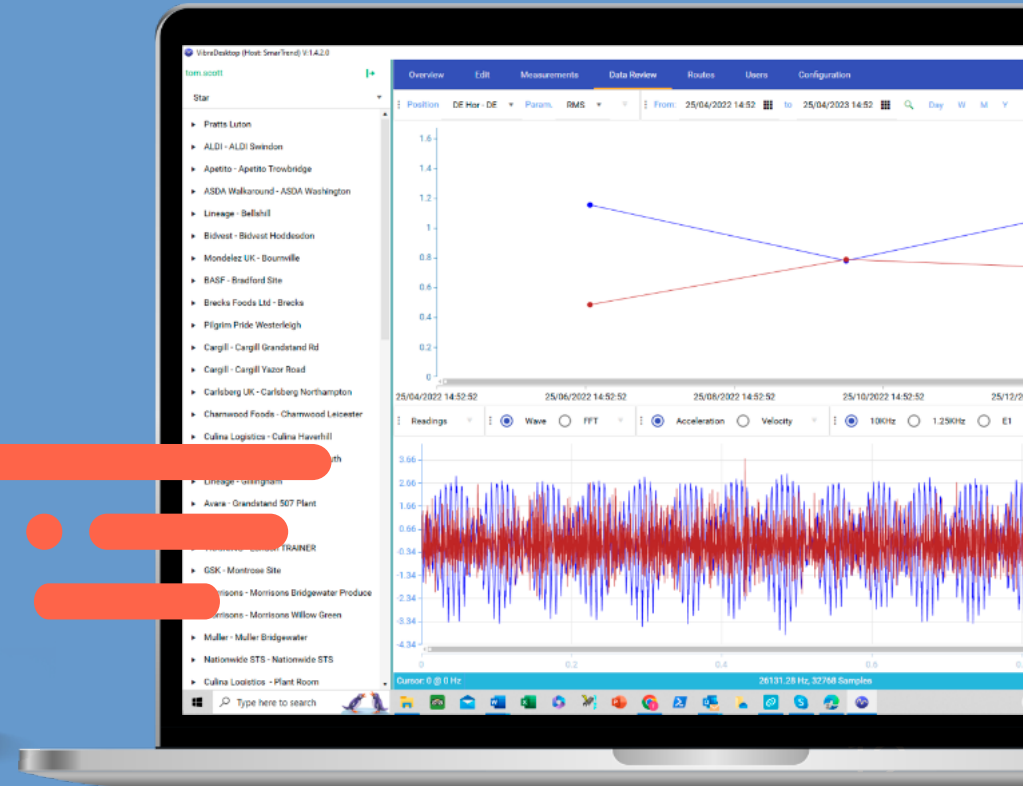 VibraDesktop (Host: SmarTrend) V:1.4.2.0
tom.scott
Star
Pratts Luton
ALDI - ALDI Swindon
Apetito - Apetito Trowbridge
ASDA Walkaround - ASDA Washington
Lineage - Bellshill
Bidvest - Bidvest Hoddesdon
Mondelez UK - Bournville
BASF - Bradford Site
Brecks Foods Ltd - Brecks
Pilgrim Pride Westerleigh
Cargill - Cargill Grandstand Rd
Cargill - Cargill Yazor Road
Carlsberg UK - Carlsberg Northampton
Charnwood Foods - Charnwood Leicester
Culina Logistics - Culina Haverhill
uth
Lineage - Gillingham
Avara - Grandstand 507 Plant
TRAINER
GSK - Montrose Site
rrisons - Morrisons Bridgewater Produce
orrisons - Morrisons Willow Green
Muller - Muller Bridgewater
Nationwide STS - Nationwide STS
Culina Logistics - Plant Room
Overview Edit Measurements Data Review Routes Users Configuration
Position DE Hor - DE Param. RMS From: 25/04/2022 14:52 to 25/04/2023 14:52 Day W M Y
1.6
1.4
1.2
1
0.8
0.6
0.4
0.2
0
25/04/2022 14:52:52 25/06/2022 14:52:52 25/08/2022 14:52:52 25/10/2022 14:52:52 25/12/2
Readings Wave FFT Acceleration Velocity 10KHz 1.25KHz E1
3.66
2.66
1.66
0.66
-0.34
-1.34
-2.34
-3.34
-4.34
0 0.2 0.4 0.6 0.
Cursor: 0 @ 0 Hz 26131.28 Hz, 32768 Samples
Type here to search